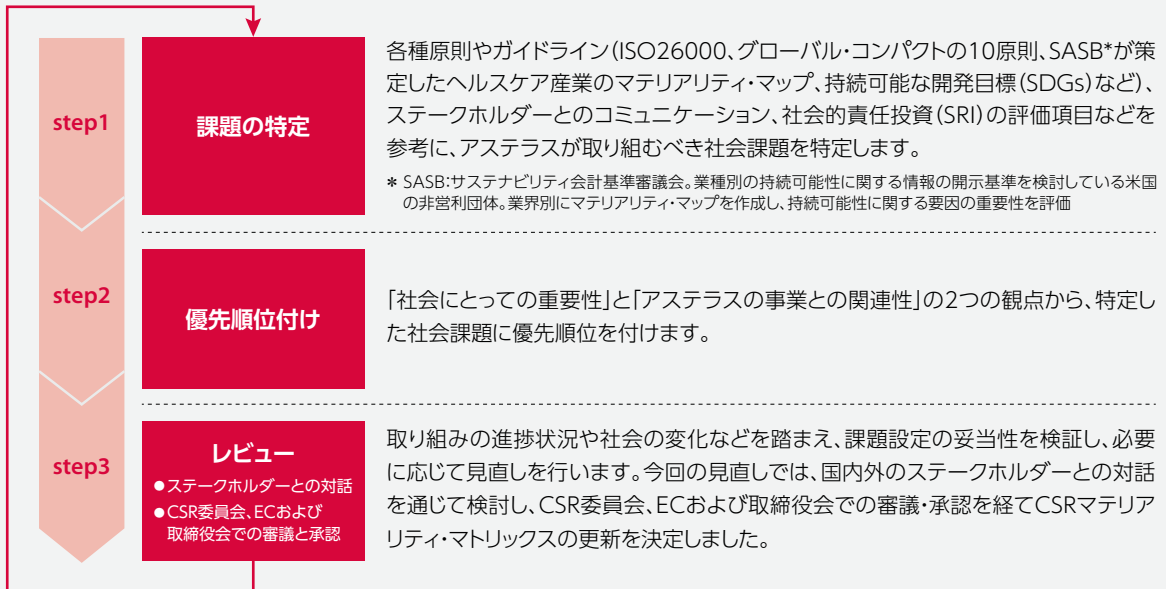 step1
課題の特定
各種原則やガイドライン(ISO26000、グローバル・コンパクトの10原則、SASB*が策
定したヘルスケア産業のマテリアリティ・マップ、持続可能な開発目標(SDGs)など)、
ステークホルダーとのコミュニケーション、社会的責任投資(SRI)の評価項目などを
参考に、アステラスが取り組むべき社会課題を特定します。
* SASB:サステナビリティ会計基準審議会。業種別の持続可能性に関する情報の開示基準を検討している米国
の非営利団体。業界別にマテリアリティ・マップを作成し、持続可能性に関する要因の重要性を評価
step2
優先順位付け
「社会にとっての重要性」と「アステラスの事業との関連性」の2つの観点から、特定し
た社会課題に優先順位を付けます。
step3
レビュー
●ステークホルダーとの対話
●CSR委員会、ECおよび
取締役会での審議と承認
取り組みの進捗状況や社会の変化などを踏まえ、課題設定の妥当性を検証し、必要
に応じて見直しを行います。今回の見直しでは、国内外のステークホルダーとの対話
を通じて検討し、CSR委員会、ECおよび取締役会での審議・承認を経てCSRマテリア
リティ・マトリックスの更新を決定しました。